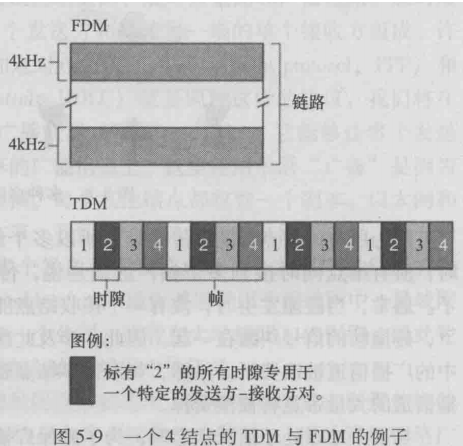 FDM
4kHz
链路
4kHz
TDM
1 2 3 4 1 2 3 4 1 2 3 4 1 2 3 4
时隙 帧
图例:
标有“2”的所有时隙专用于
一个特定的发送方-接收方对。
图5-9 一个4结点的TDM与FDM的例子